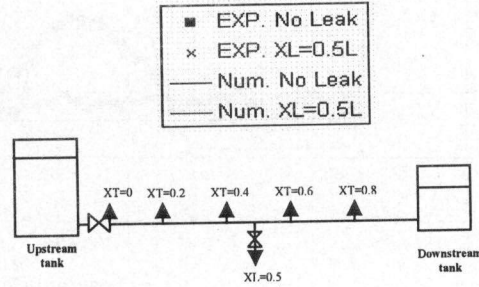 EXP. No Leak
EXP. XL=0.5L
Num. No Leak
Num. XL=0.5L
XT=0 XT=0.2 XT=0.4 XT=0.6 XT=0.8
Upstream
tank
Downstream
tank
XL=0.5